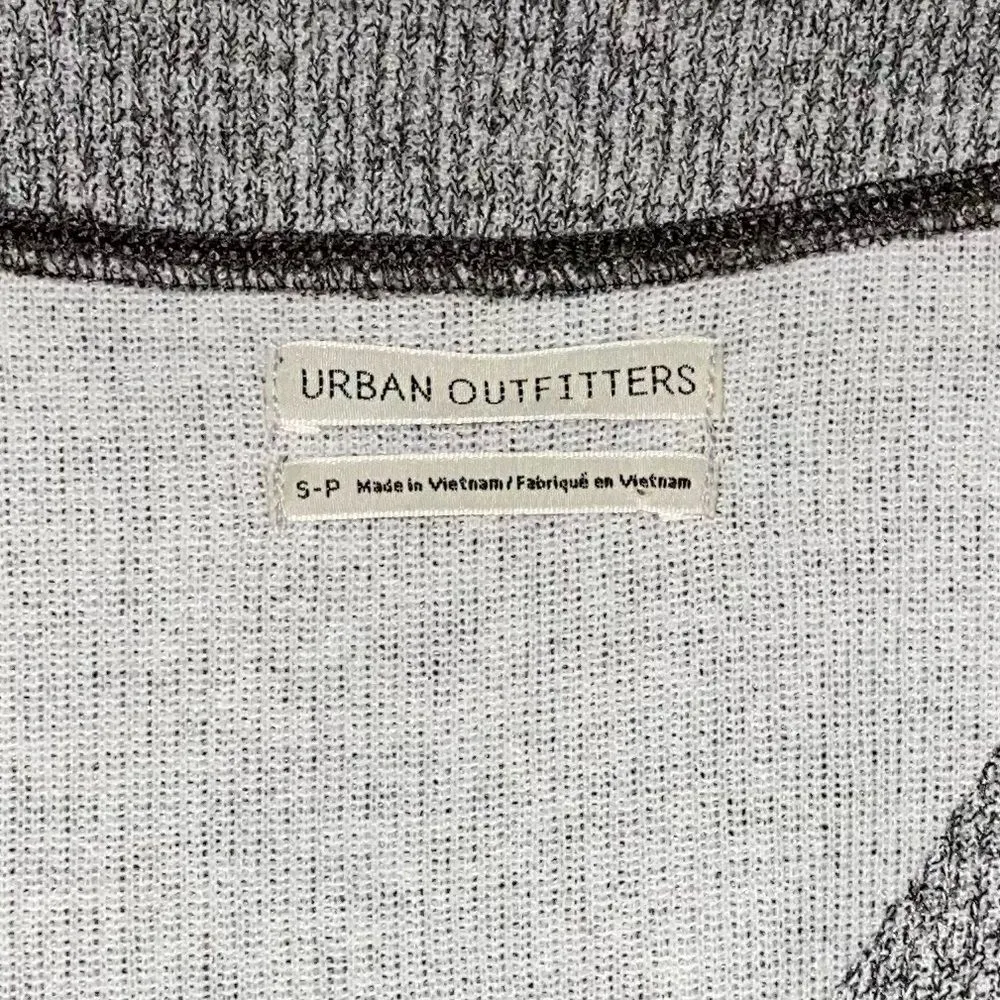 URBAN OUTFITTERS
S-P Made in Vietnam / Fabriqué en Vietnam